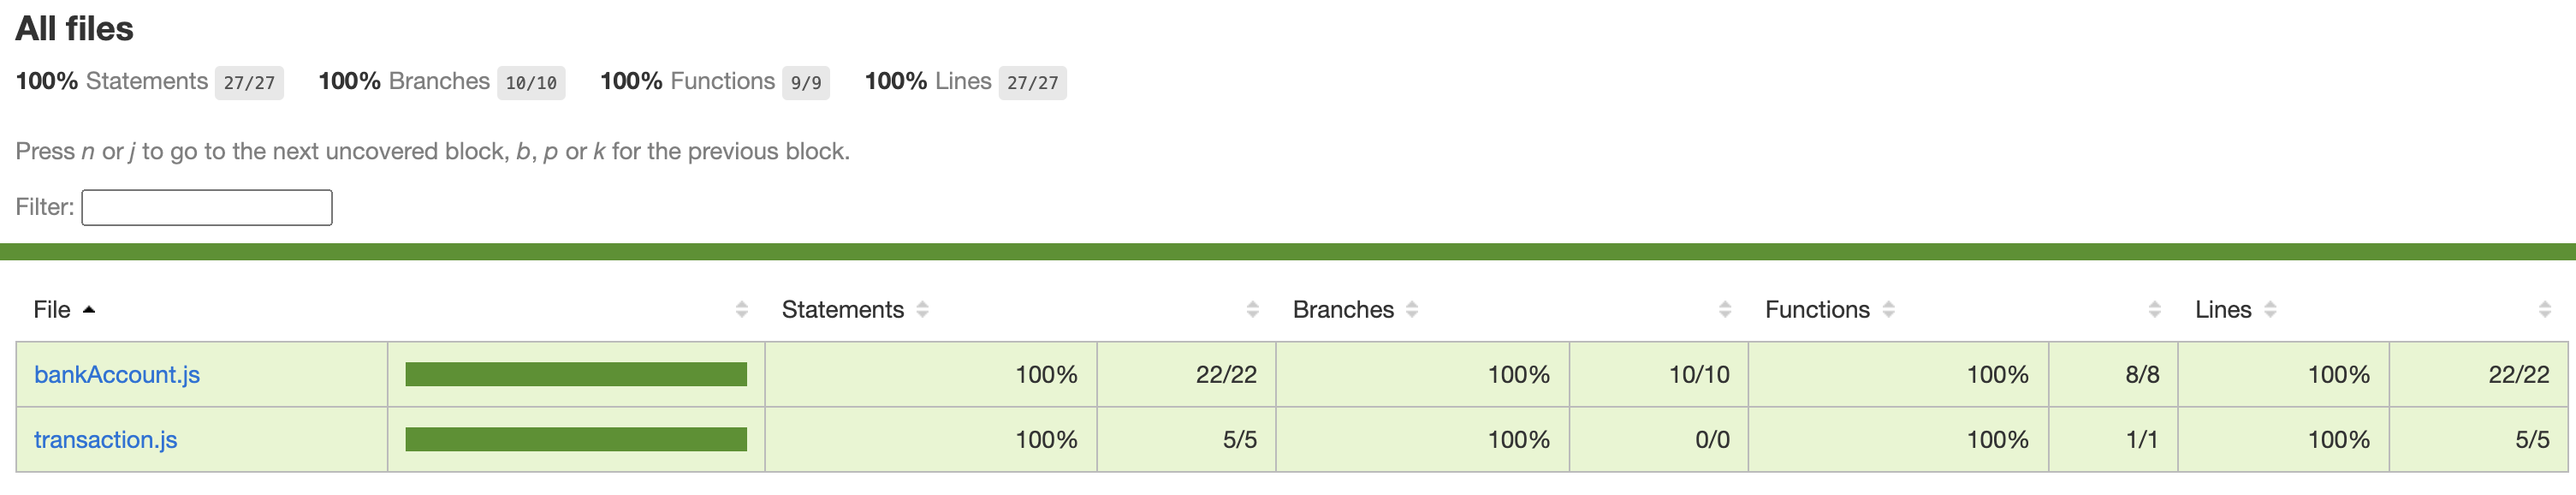 All files
100% Statements 27/27 100% Branches 10/10 100% Functions 9/9 100% Lines 27/27
Press n or j to go to the next uncovered block, b, p or k for the previous block.
Filter:
File Statements Branches Functions Lines
bankAccount.js 100% 22/22 100% 10/10 100% 8/8 100% 22/22
transaction.js 100% 5/5 100% 0/0 100% 1/1 100% 5/5